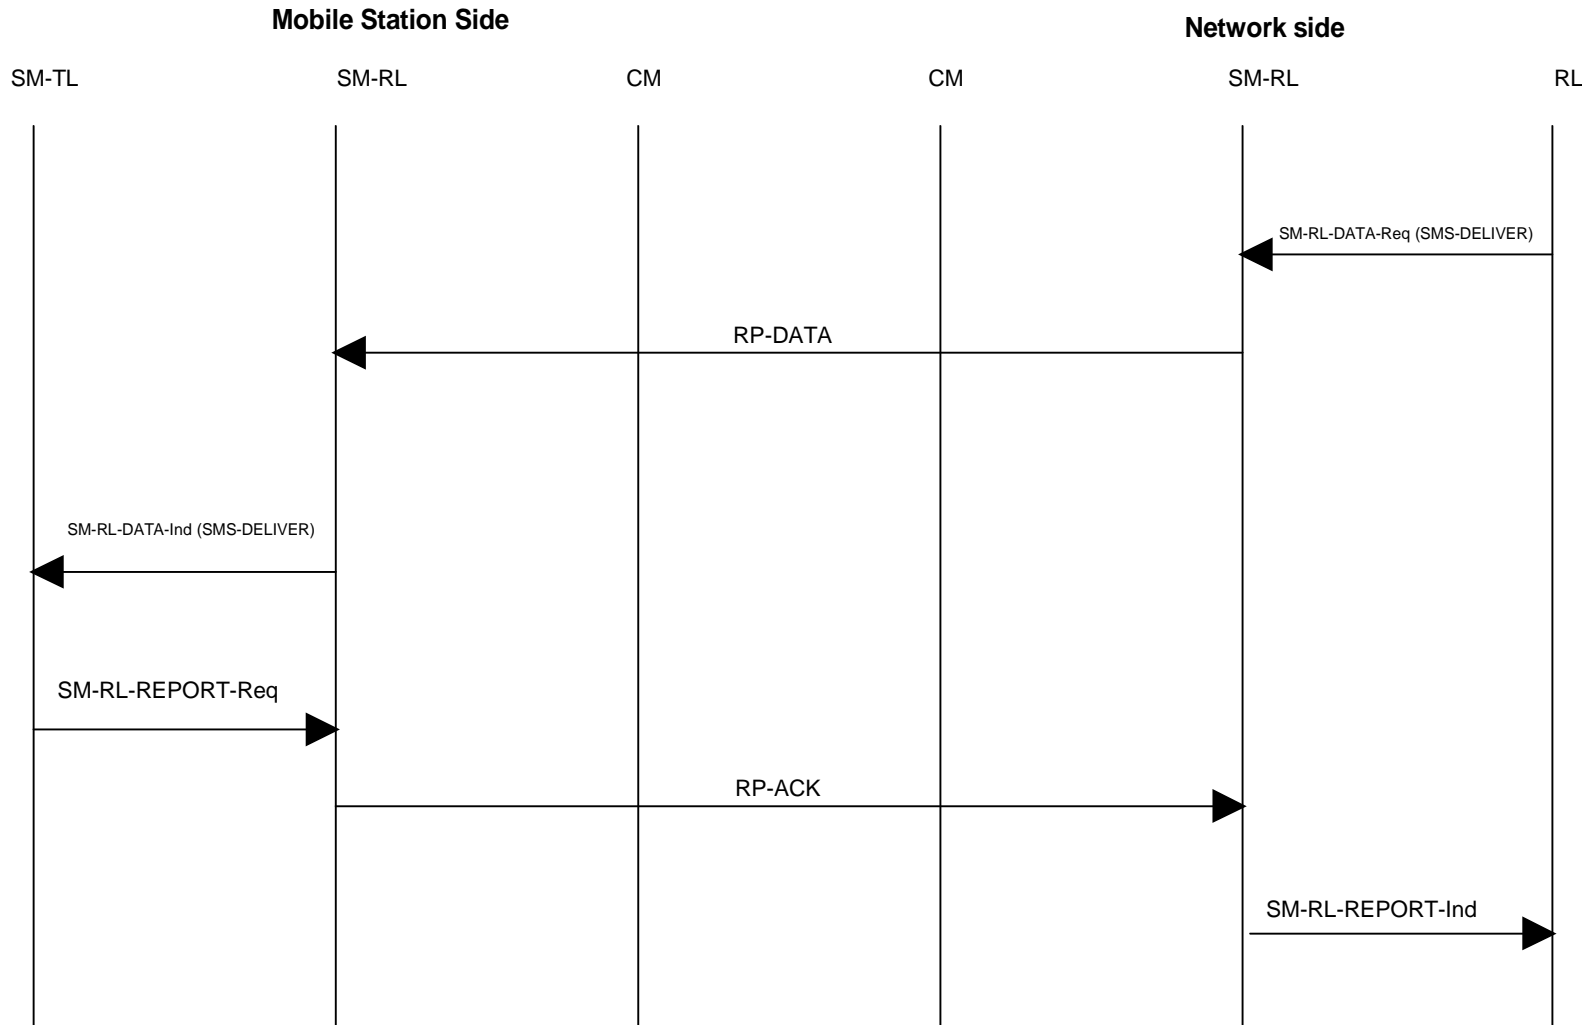 Mobile Station Side
Network side
SM-TL
SM-RL
CM
CM
SM-RL
RL
SM-RL-DATA-Req (SMS-DELIVER)
RP-DATA
SM-RL-DATA-Ind (SMS-DELIVER)
SM-RL-REPORT-Req
RP-ACK
SM-RL-REPORT-Ind